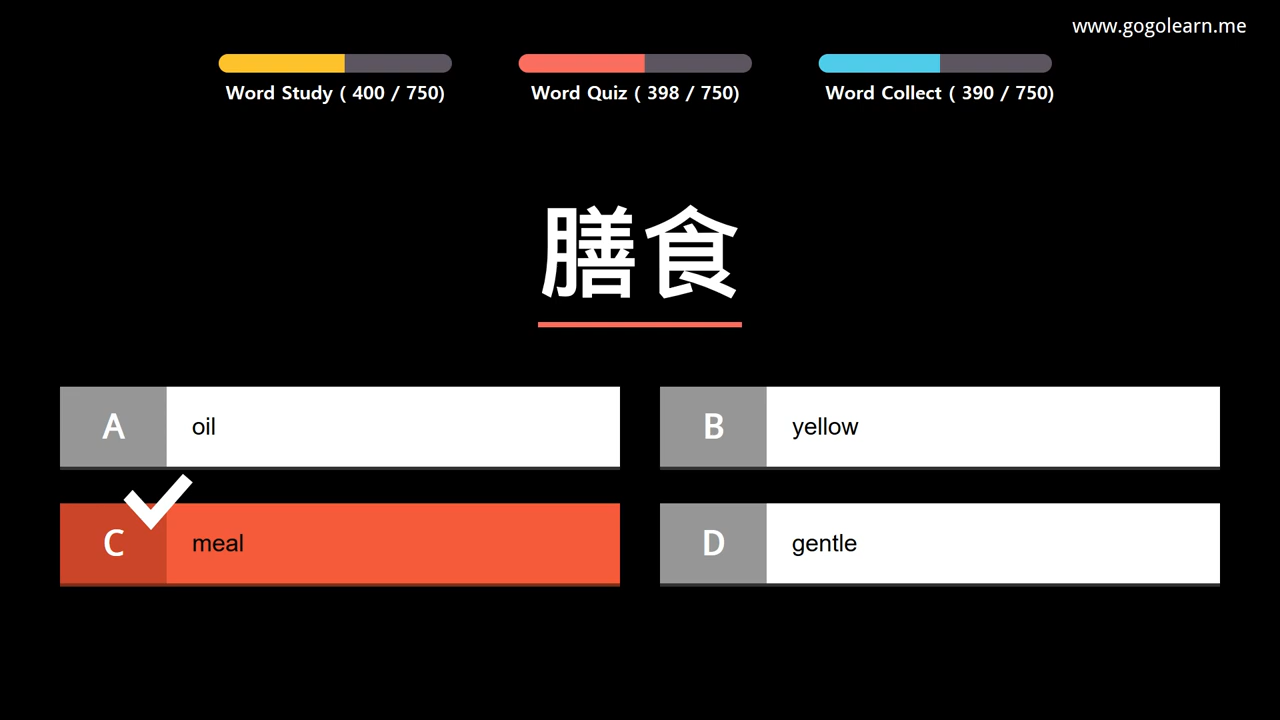 www.gogolearn.me
Word Study ( 400 / 750)
Word Quiz ( 398 / 750)
Word Collect ( 390 / 750)
膳食
A oil
B yellow
C meal
D gentle